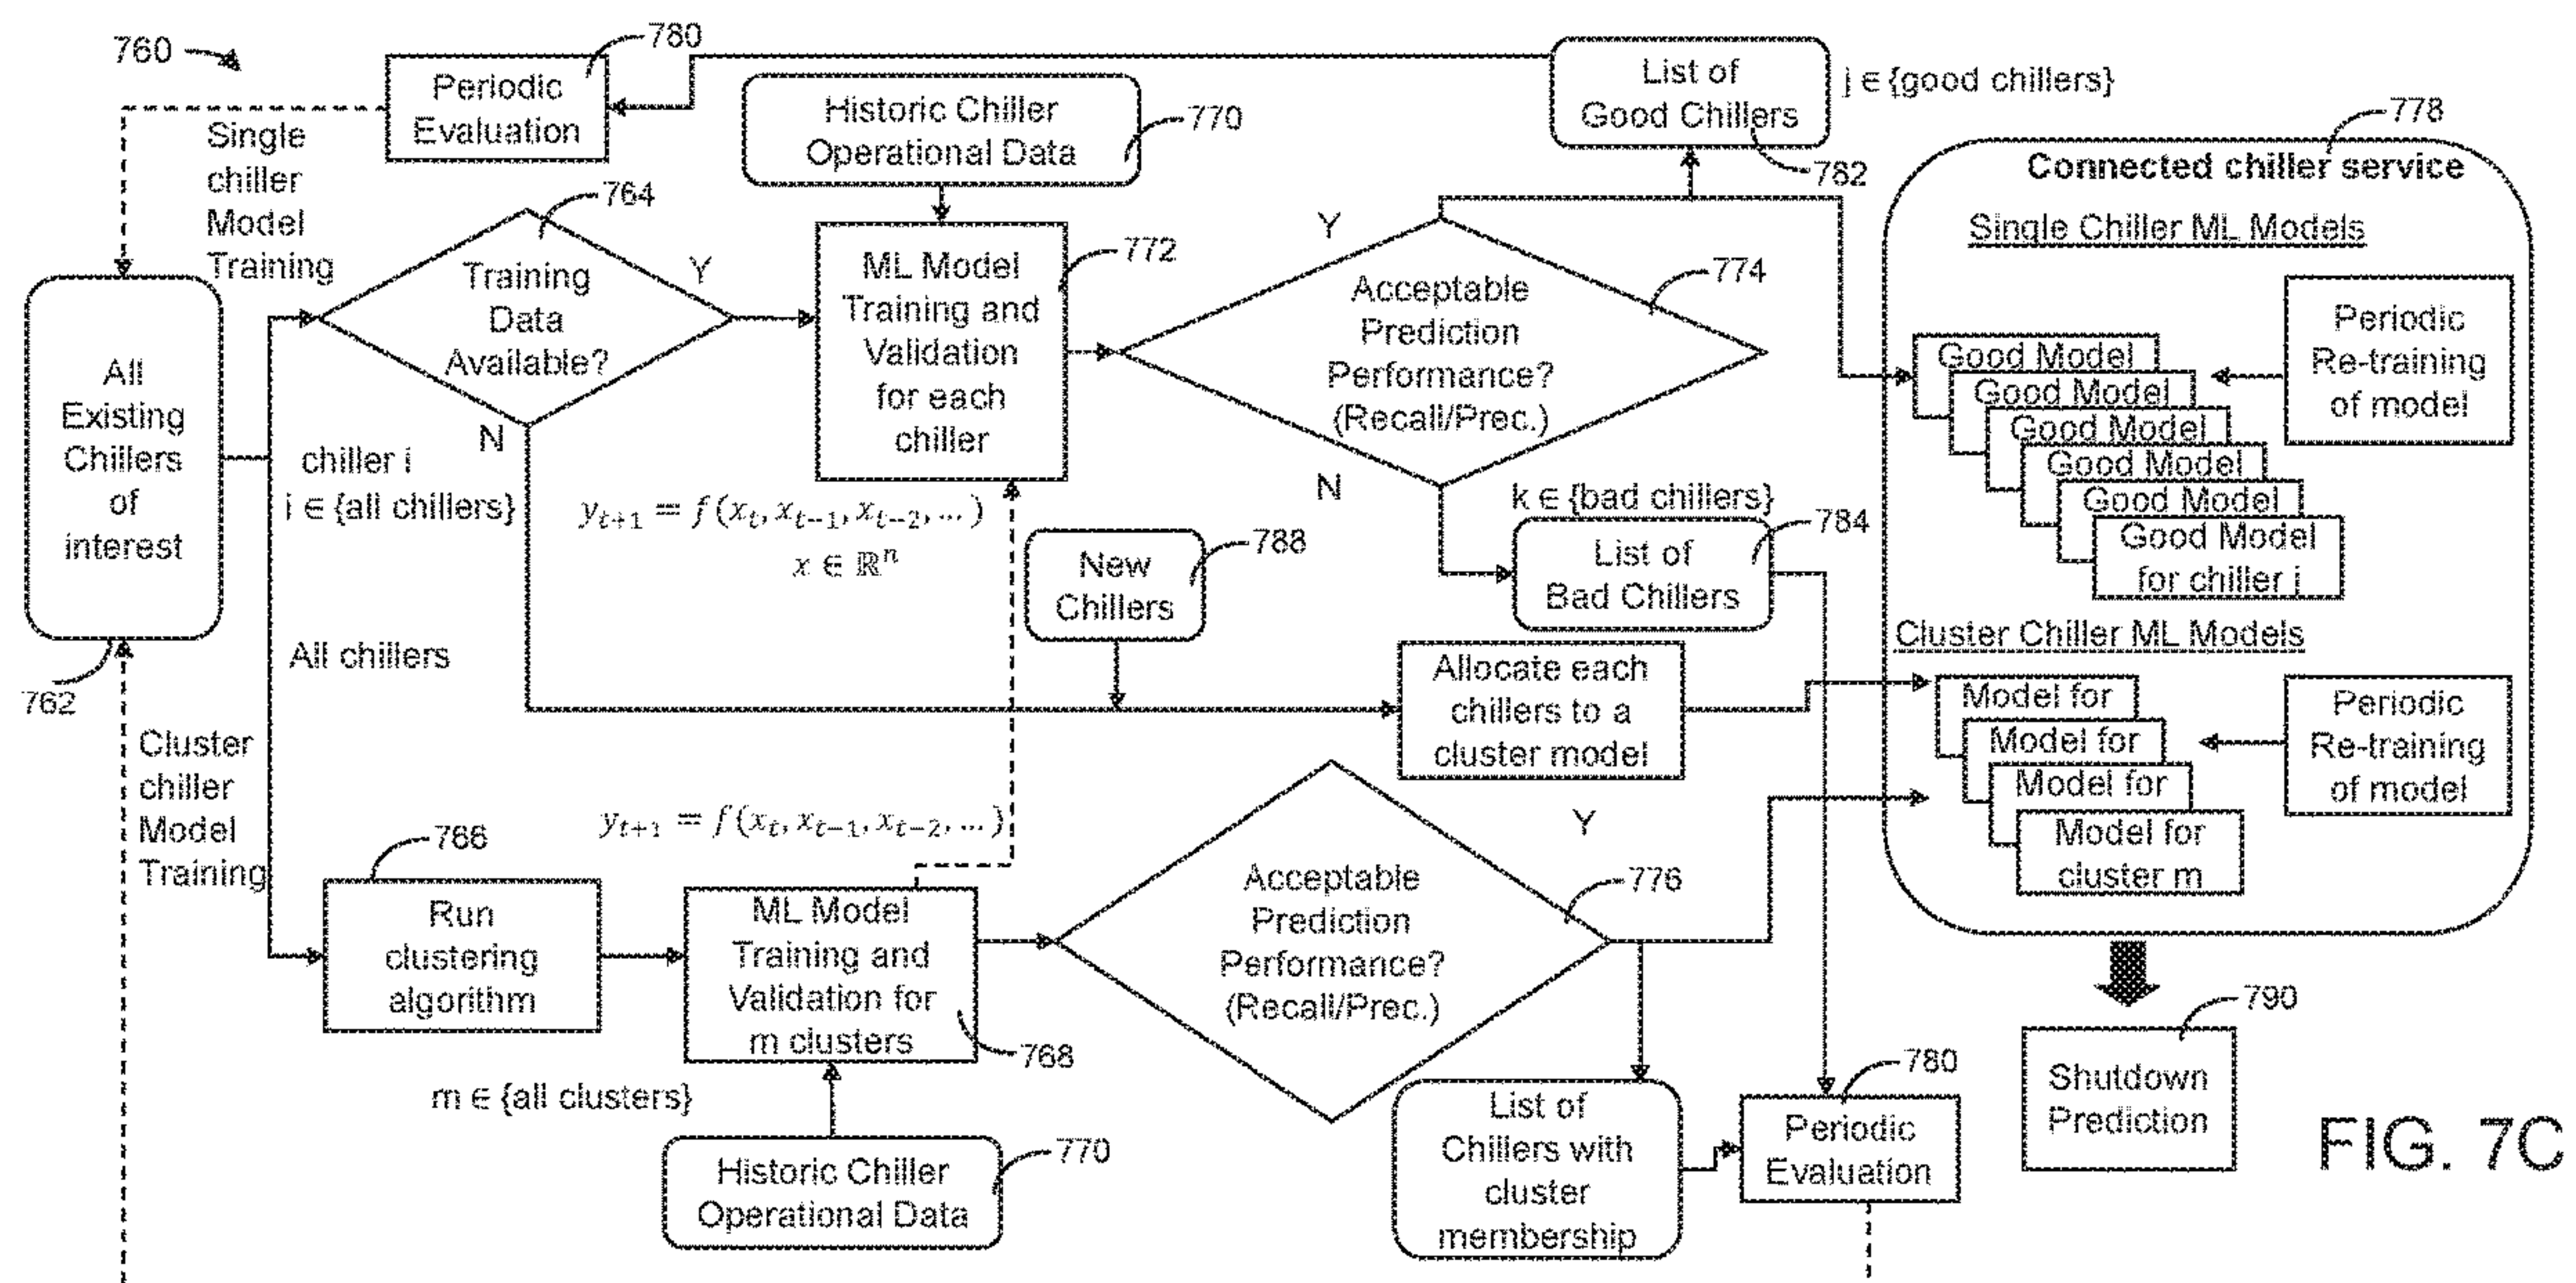 760
780
Periodic
Evaluation
Single
chiller
Model
Training
Historic Chiller
Operational Data
770
List of
Good Chillers
782
j ∈ {good chillers}
778
Connected chiller service
Single Chiller ML Models
Good Model
Good Model
Good Model
Good Model
Good Model
Good Model
for chiller j
Periodic
Re-training
of model
764
Training
Data
Available?
Y
N
ML Model
Training and
Validation
for each
chiller
772
Y
Acceptable
Prediction
Performance?
(Recall/Prec.)
774
N
All
Existing
Chillers
of
interest
762
chiller i
i ∈ {all chillers}
All chillers
y_{t+1} = f(x_t, x_{t-1}, x_{t-2}, ...)
x ∈ ℝ^n
New
Chillers
788
k ∈ {bad chillers}
List of
Bad Chillers
784
Allocate each
chillers to a
cluster model
Cluster Chiller ML Models
Model for
Model for
Model for
Model for
cluster m
Periodic
Re-training
of model
Cluster
chiller
Model
Training
766
Run
clustering
algorithm
y_{t+1} = f(x_t, x_{t-1}, x_{t-2}, ...)
ML Model
Training and
Validation for
m clusters
768
m ∈ {all clusters}
Historic Chiller
Operational Data
770
Acceptable
Prediction
Performance?
(Recall/Prec.)
776
Y
List of
Chillers with
cluster
membership
780
Periodic
Evaluation
790
Shutdown
Prediction
FIG. 7C